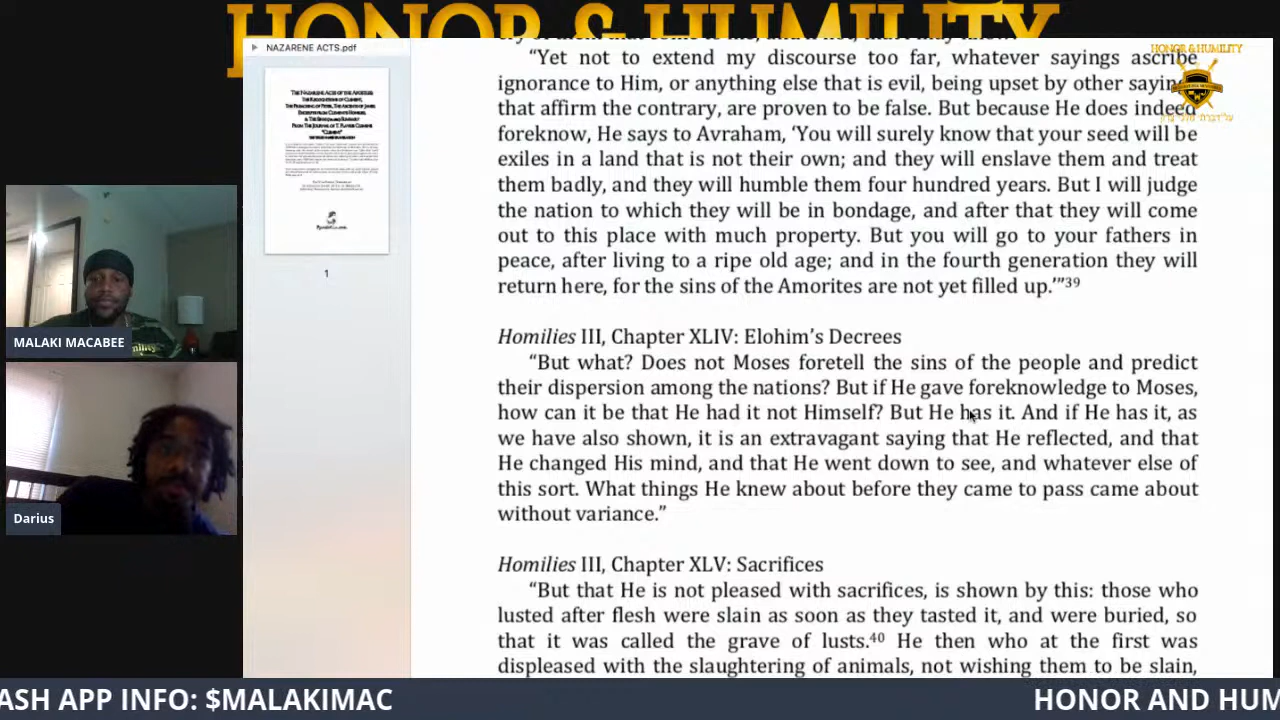 HONOR & HUMILITY
NAZARENE ACTS.pdf
HONOR & HUMILITY
1
MALAKI MACABEE
Darius
“Yet not to extend my discourse too far, whatever sayings ascribe
ignorance to Him, or anything else that is evil, being upset by other sayings
that affirm the contrary, are proven to be false. But because He does indeed
foreknow, He says to Avraham, ‘You will surely know that your seed will be
exiles in a land that is not their own; and they will enslave them and treat
them badly, and they will humble them four hundred years. But I will judge
the nation to which they will be in bondage, and after that they will come
out to this place with much property. But you will go to your fathers in
peace, after living to a ripe old age; and in the fourth generation they will
return here, for the sins of the Amorites are not yet filled up.’”39
Homilies III, Chapter XLIV: Elohim’s Decrees
“But what? Does not Moses foretell the sins of the people and predict
their dispersion among the nations? But if He gave foreknowledge to Moses,
how can it be that He had it not Himself? But He has it. And if He has it, as
we have also shown, it is an extravagant saying that He reflected, and that
He changed His mind, and that He went down to see, and whatever else of
this sort. What things He knew about before they came to pass came about
without variance.”
Homilies III, Chapter XLV: Sacrifices
“But that He is not pleased with sacrifices, is shown by this: those who
lusted after flesh were slain as soon as they tasted it, and were buried, so
that it was called the grave of lusts.40 He then who at the first was
displeased with the slaughtering of animals, not wishing them to be slain,
ASH APP INFO: $MALAKIMAC
HONOR AND HUM